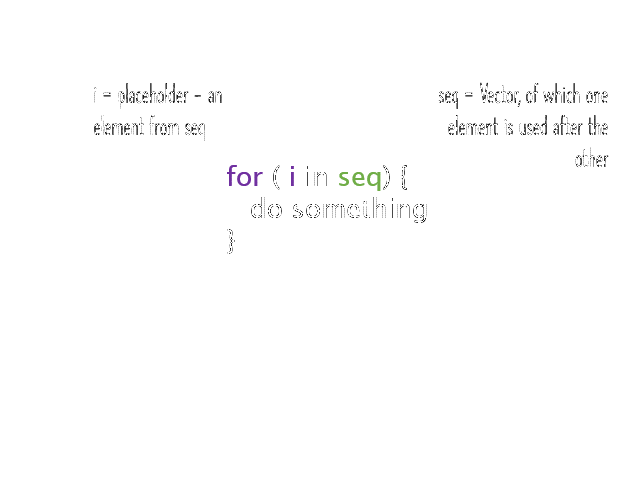 i = placeholder – an
element from seq
seq = Vector, of which one
element is used after the
other
for ( i in seq) {
do something
}